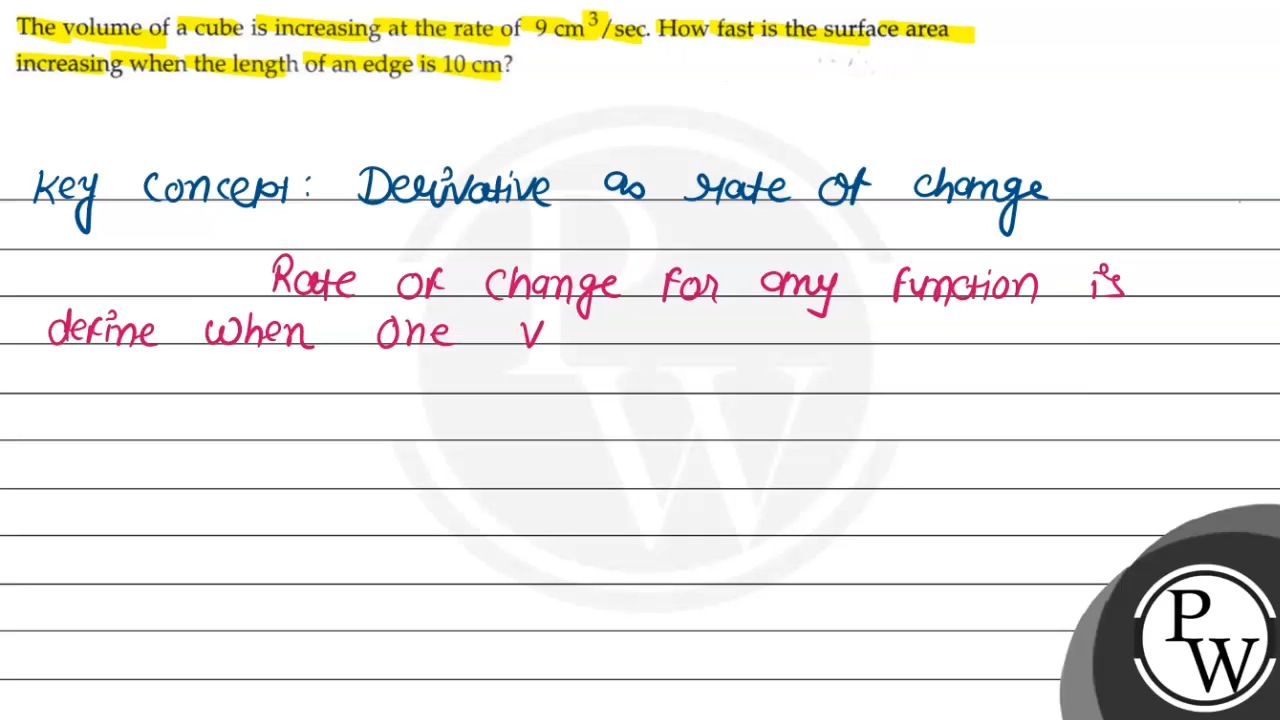 The volume of a cube is increasing at the rate of 9 cm³/sec. How fast is the surface area
increasing when the length of an edge is 10 cm?
Key Concept: Derivative as rate of change
Rate of change for any function is
define when one v
P
W
P
W